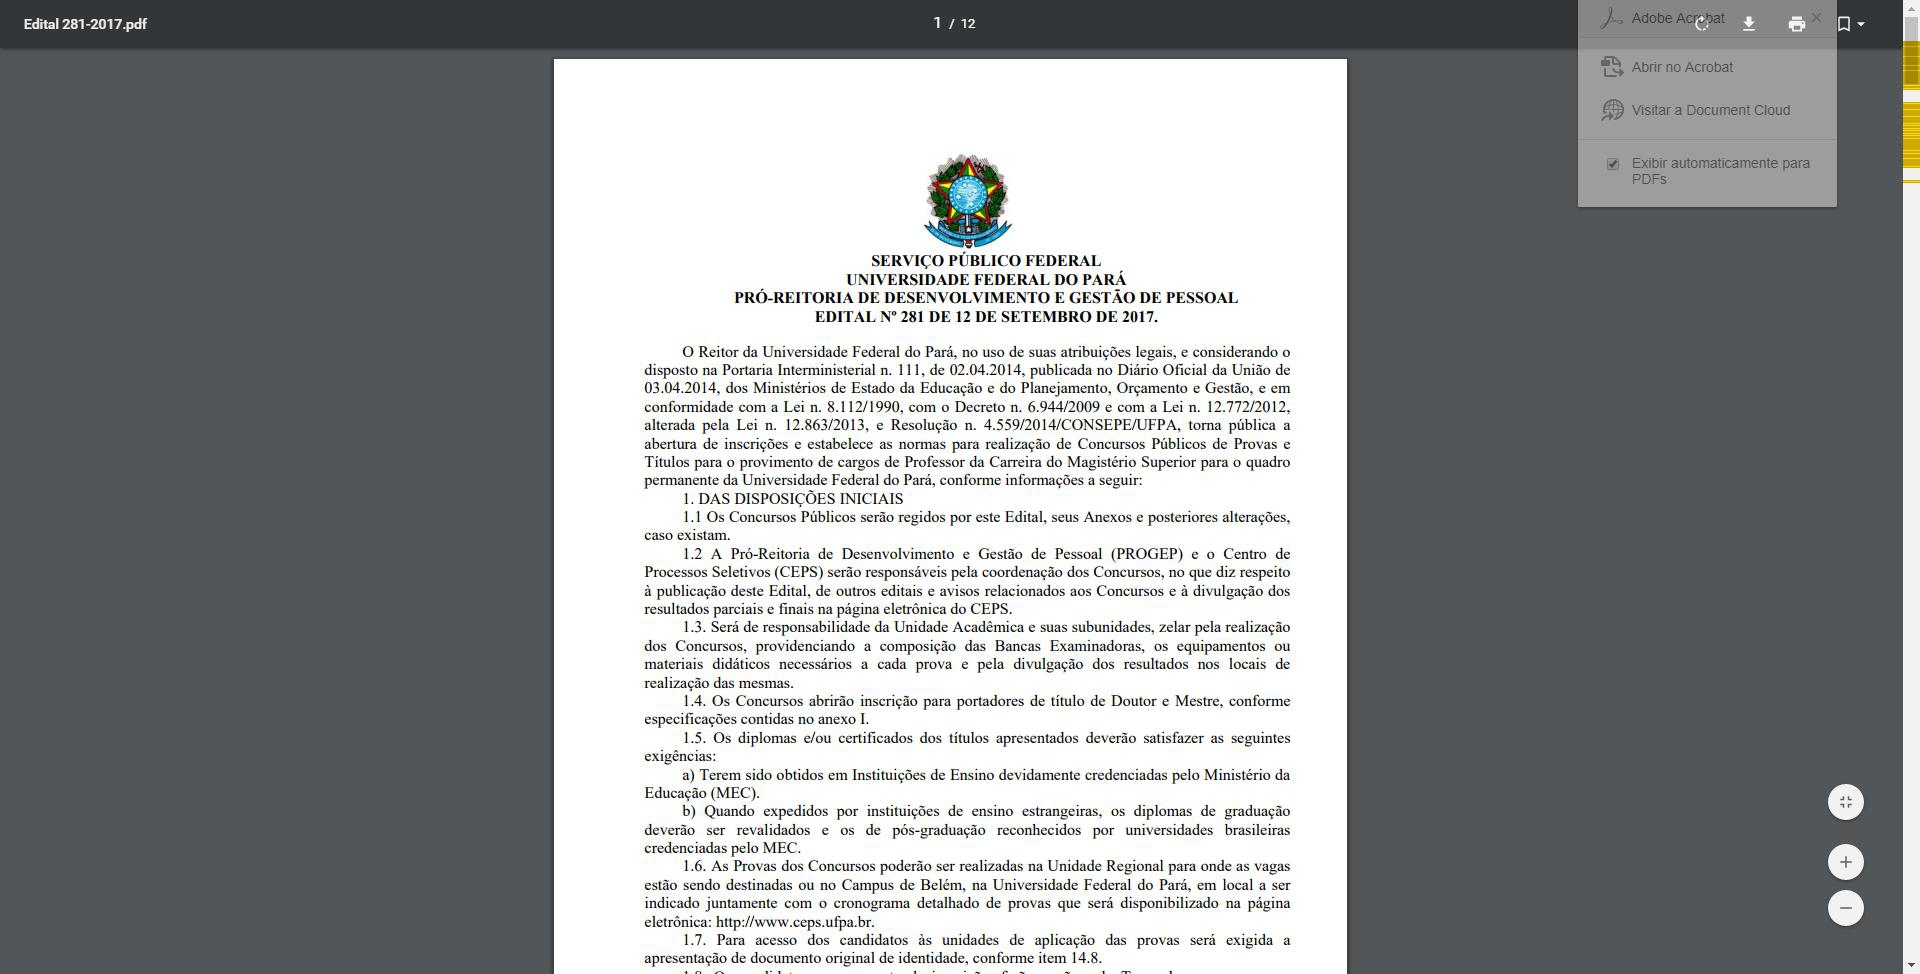 Edital 281-2017.pdf
1 / 12
Adobe Acrobat
Abrir no Acrobat
Visitar a Document Cloud
Exibir automaticamente para
PDFs
SERVIÇO PÚBLICO FEDERAL
UNIVERSIDADE FEDERAL DO PARÁ
PRÓ-REITORIA DE DESENVOLVIMENTO E GESTÃO DE PESSOAL
EDITAL Nº 281 DE 12 DE SETEMBRO DE 2017.
O Reitor da Universidade Federal do Pará, no uso de suas atribuições legais, e considerando o
disposto na Portaria Interministerial n. 111, de 02.04.2014, publicada no Diário Oficial da União de
03.04.2014, dos Ministérios de Estado da Educação e do Planejamento, Orçamento e Gestão, e em
conformidade com a Lei n. 8.112/1990, com o Decreto n. 6.944/2009 e com a Lei n. 12.772/2012,
alterada pela Lei n. 12.863/2013, e Resolução n. 4.559/2014/CONSEPE/UFPA, torna pública a
abertura de inscrições e estabelece as normas para realização de Concursos Públicos de Provas e
Títulos para o provimento de cargos de Professor da Carreira do Magistério Superior para o quadro
permanente da Universidade Federal do Pará, conforme informações a seguir:
1. DAS DISPOSIÇÕES INICIAIS
1.1 Os Concursos Públicos serão regidos por este Edital, seus Anexos e posteriores alterações,
caso existam.
1.2 A Pró-Reitoria de Desenvolvimento e Gestão de Pessoal (PROGEP) e o Centro de
Processos Seletivos (CEPS) serão responsáveis pela coordenação dos Concursos, no que diz respeito
à publicação deste Edital, de outros editais e avisos relacionados aos Concursos e à divulgação dos
resultados parciais e finais na página eletrônica do CEPS.
1.3. Será de responsabilidade da Unidade Acadêmica e suas subunidades, zelar pela realização
dos Concursos, providenciando a composição das Bancas Examinadoras, os equipamentos ou
materiais didáticos necessários a cada prova e pela divulgação dos resultados nos locais de
realização das mesmas.
1.4. Os Concursos abrirão inscrição para portadores de título de Doutor e Mestre, conforme
especificações contidas no anexo I.
1.5. Os diplomas e/ou certificados dos títulos apresentados deverão satisfazer as seguintes
exigências:
a) Terem sido obtidos em Instituições de Ensino devidamente credenciadas pelo Ministério da
Educação (MEC).
b) Quando expedidos por instituições de ensino estrangeiras, os diplomas de graduação
deverão ser revalidados e os de pós-graduação reconhecidos por universidades brasileiras
credenciadas pelo MEC.
1.6. As Provas dos Concursos poderão ser realizadas na Unidade Regional para onde as vagas
estão sendo destinadas ou no Campus de Belém, na Universidade Federal do Pará, em local a ser
indicado juntamente com o cronograma detalhado de provas que será disponibilizado na página
eletrônica: http://www.ceps.ufpa.br.
1.7. Para acesso dos candidatos às unidades de aplicação das provas será exigida a
apresentação de documento original de identidade, conforme item 14.8.